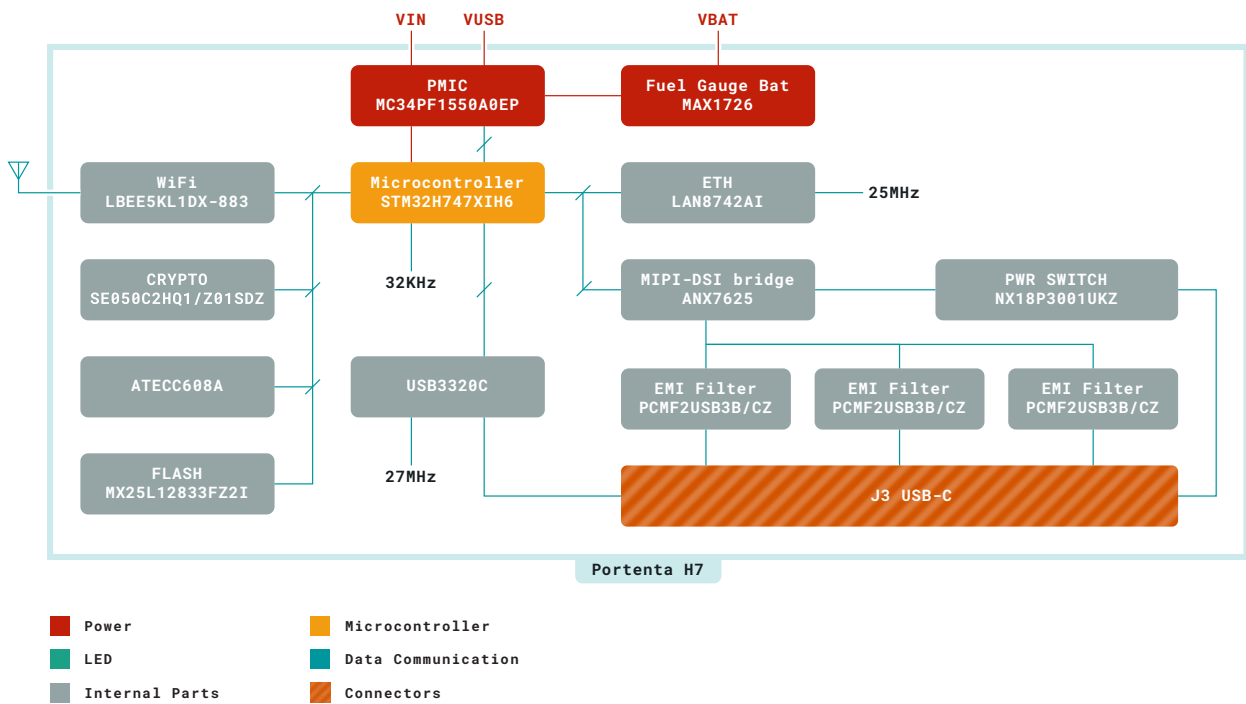 VIN
VUSB
VBAT
PMIC
MC34PF1550A0EP
Fuel Gauge Bat
MAX1726
WiFi
LBEE5KL1DX-883
Microcontroller
STM32H747XIH6
ETH
LAN8742AI
25MHz
CRYPTO
SE050C2HQ1/Z01SDZ
32KHz
MIPI-DSI bridge
ANX7625
PWR SWITCH
NX18P3001UKZ
ATECC608A
USB3320C
EMI Filter
PCMF2USB3B/CZ
EMI Filter
PCMF2USB3B/CZ
EMI Filter
PCMF2USB3B/CZ
FLASH
MX25L12833FZ2I
27MHz
J3 USB-C
Portenta H7
Power
Microcontroller
LED
Data Communication
Internal Parts
Connectors